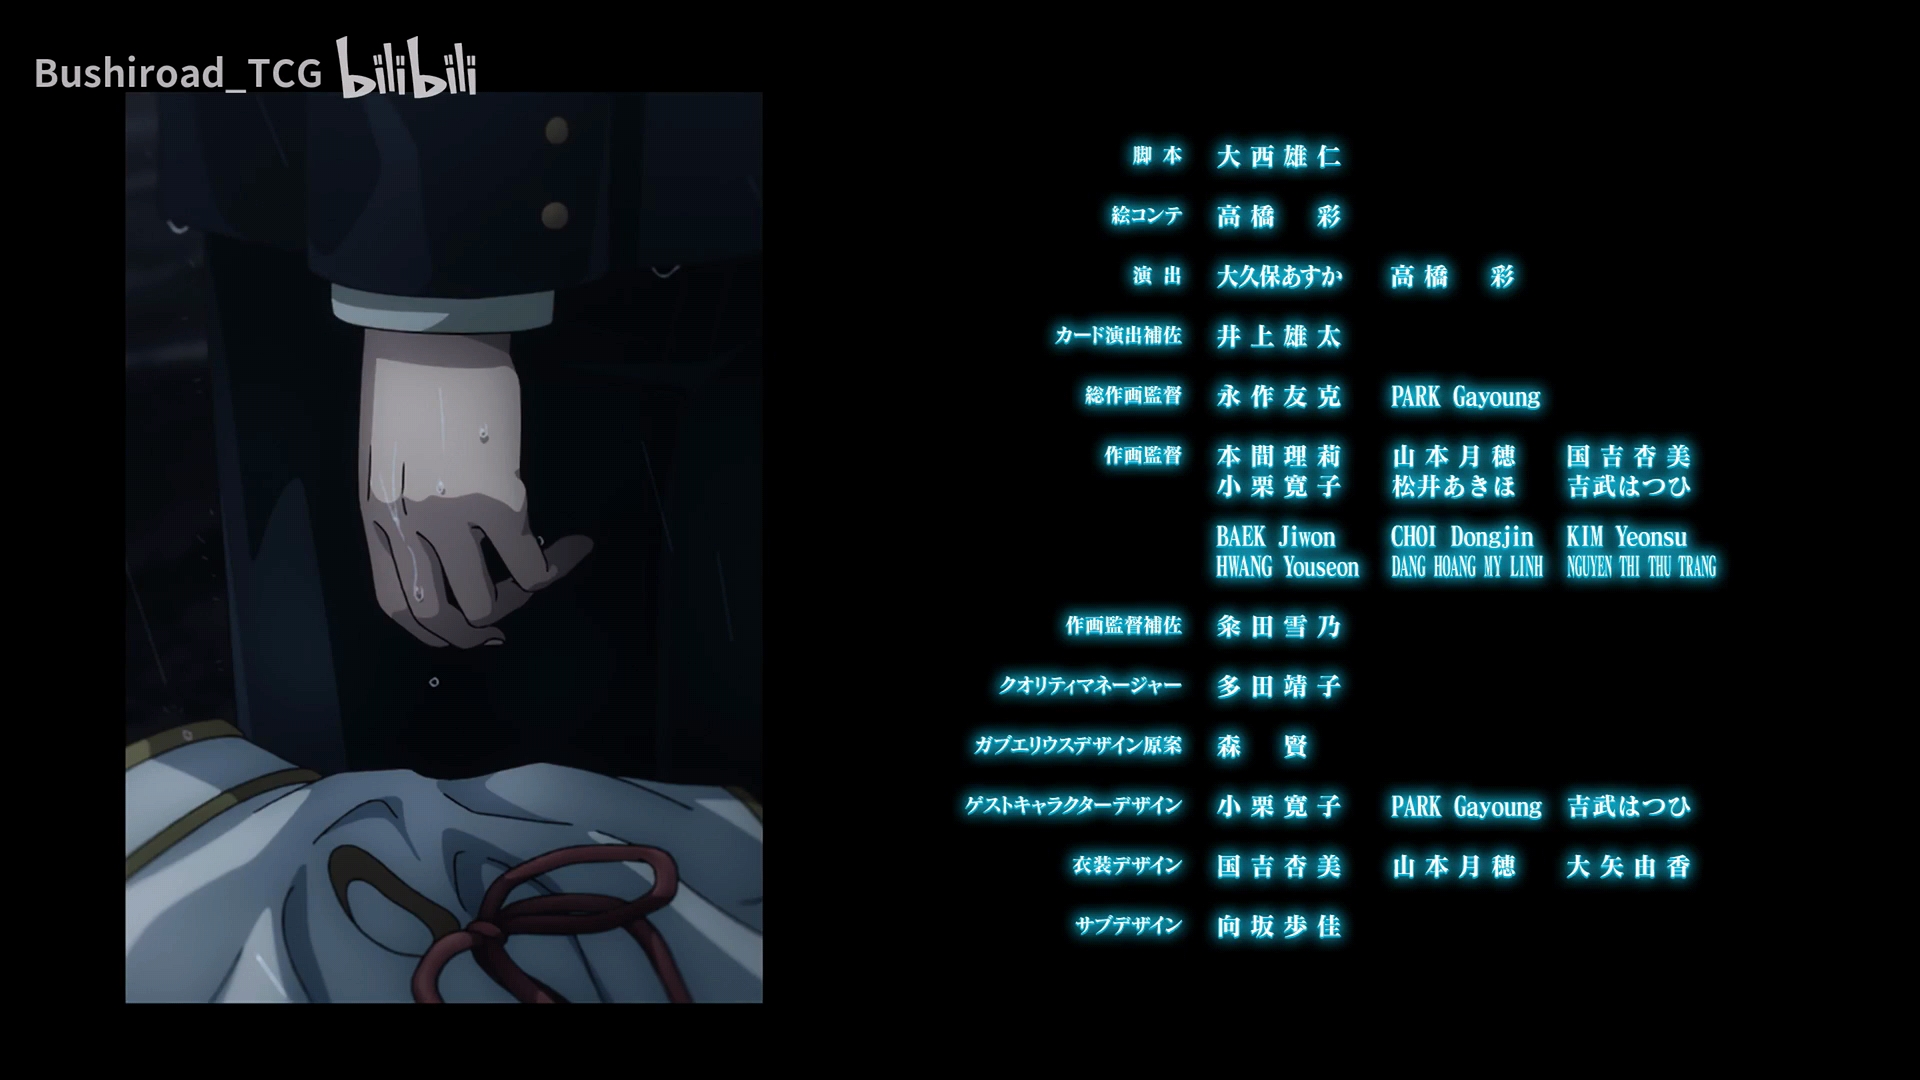 Bushiroad_TCG bilibili
脚本 大西雄仁
絵コンテ 高橋 彩
演出 大久保あすか 高橋 彩
カード演出補佐 井上雄太
総作画監督 永作友克 PARK Gayoung
作画監督 本間理莉 山本月穂 国吉杏美
小栗寛子 松井あきほ 吉武はつひ
BAEK Jiwon CHOI Dongjin KIM Yeonsu
HWANG Youseon DANG HOANG MY LINH NGUYEN THI THU TRANG
作画監督補佐 粂田雪乃
クオリティマネージャー 多田靖子
ガブエリウスデザイン原案 森 賢
ゲストキャラクターデザイン 小栗寛子 PARK Gayoung 吉武はつひ
衣装デザイン 国吉杏美 山本月穂 大矢由香
サブデザイン 向坂歩佳